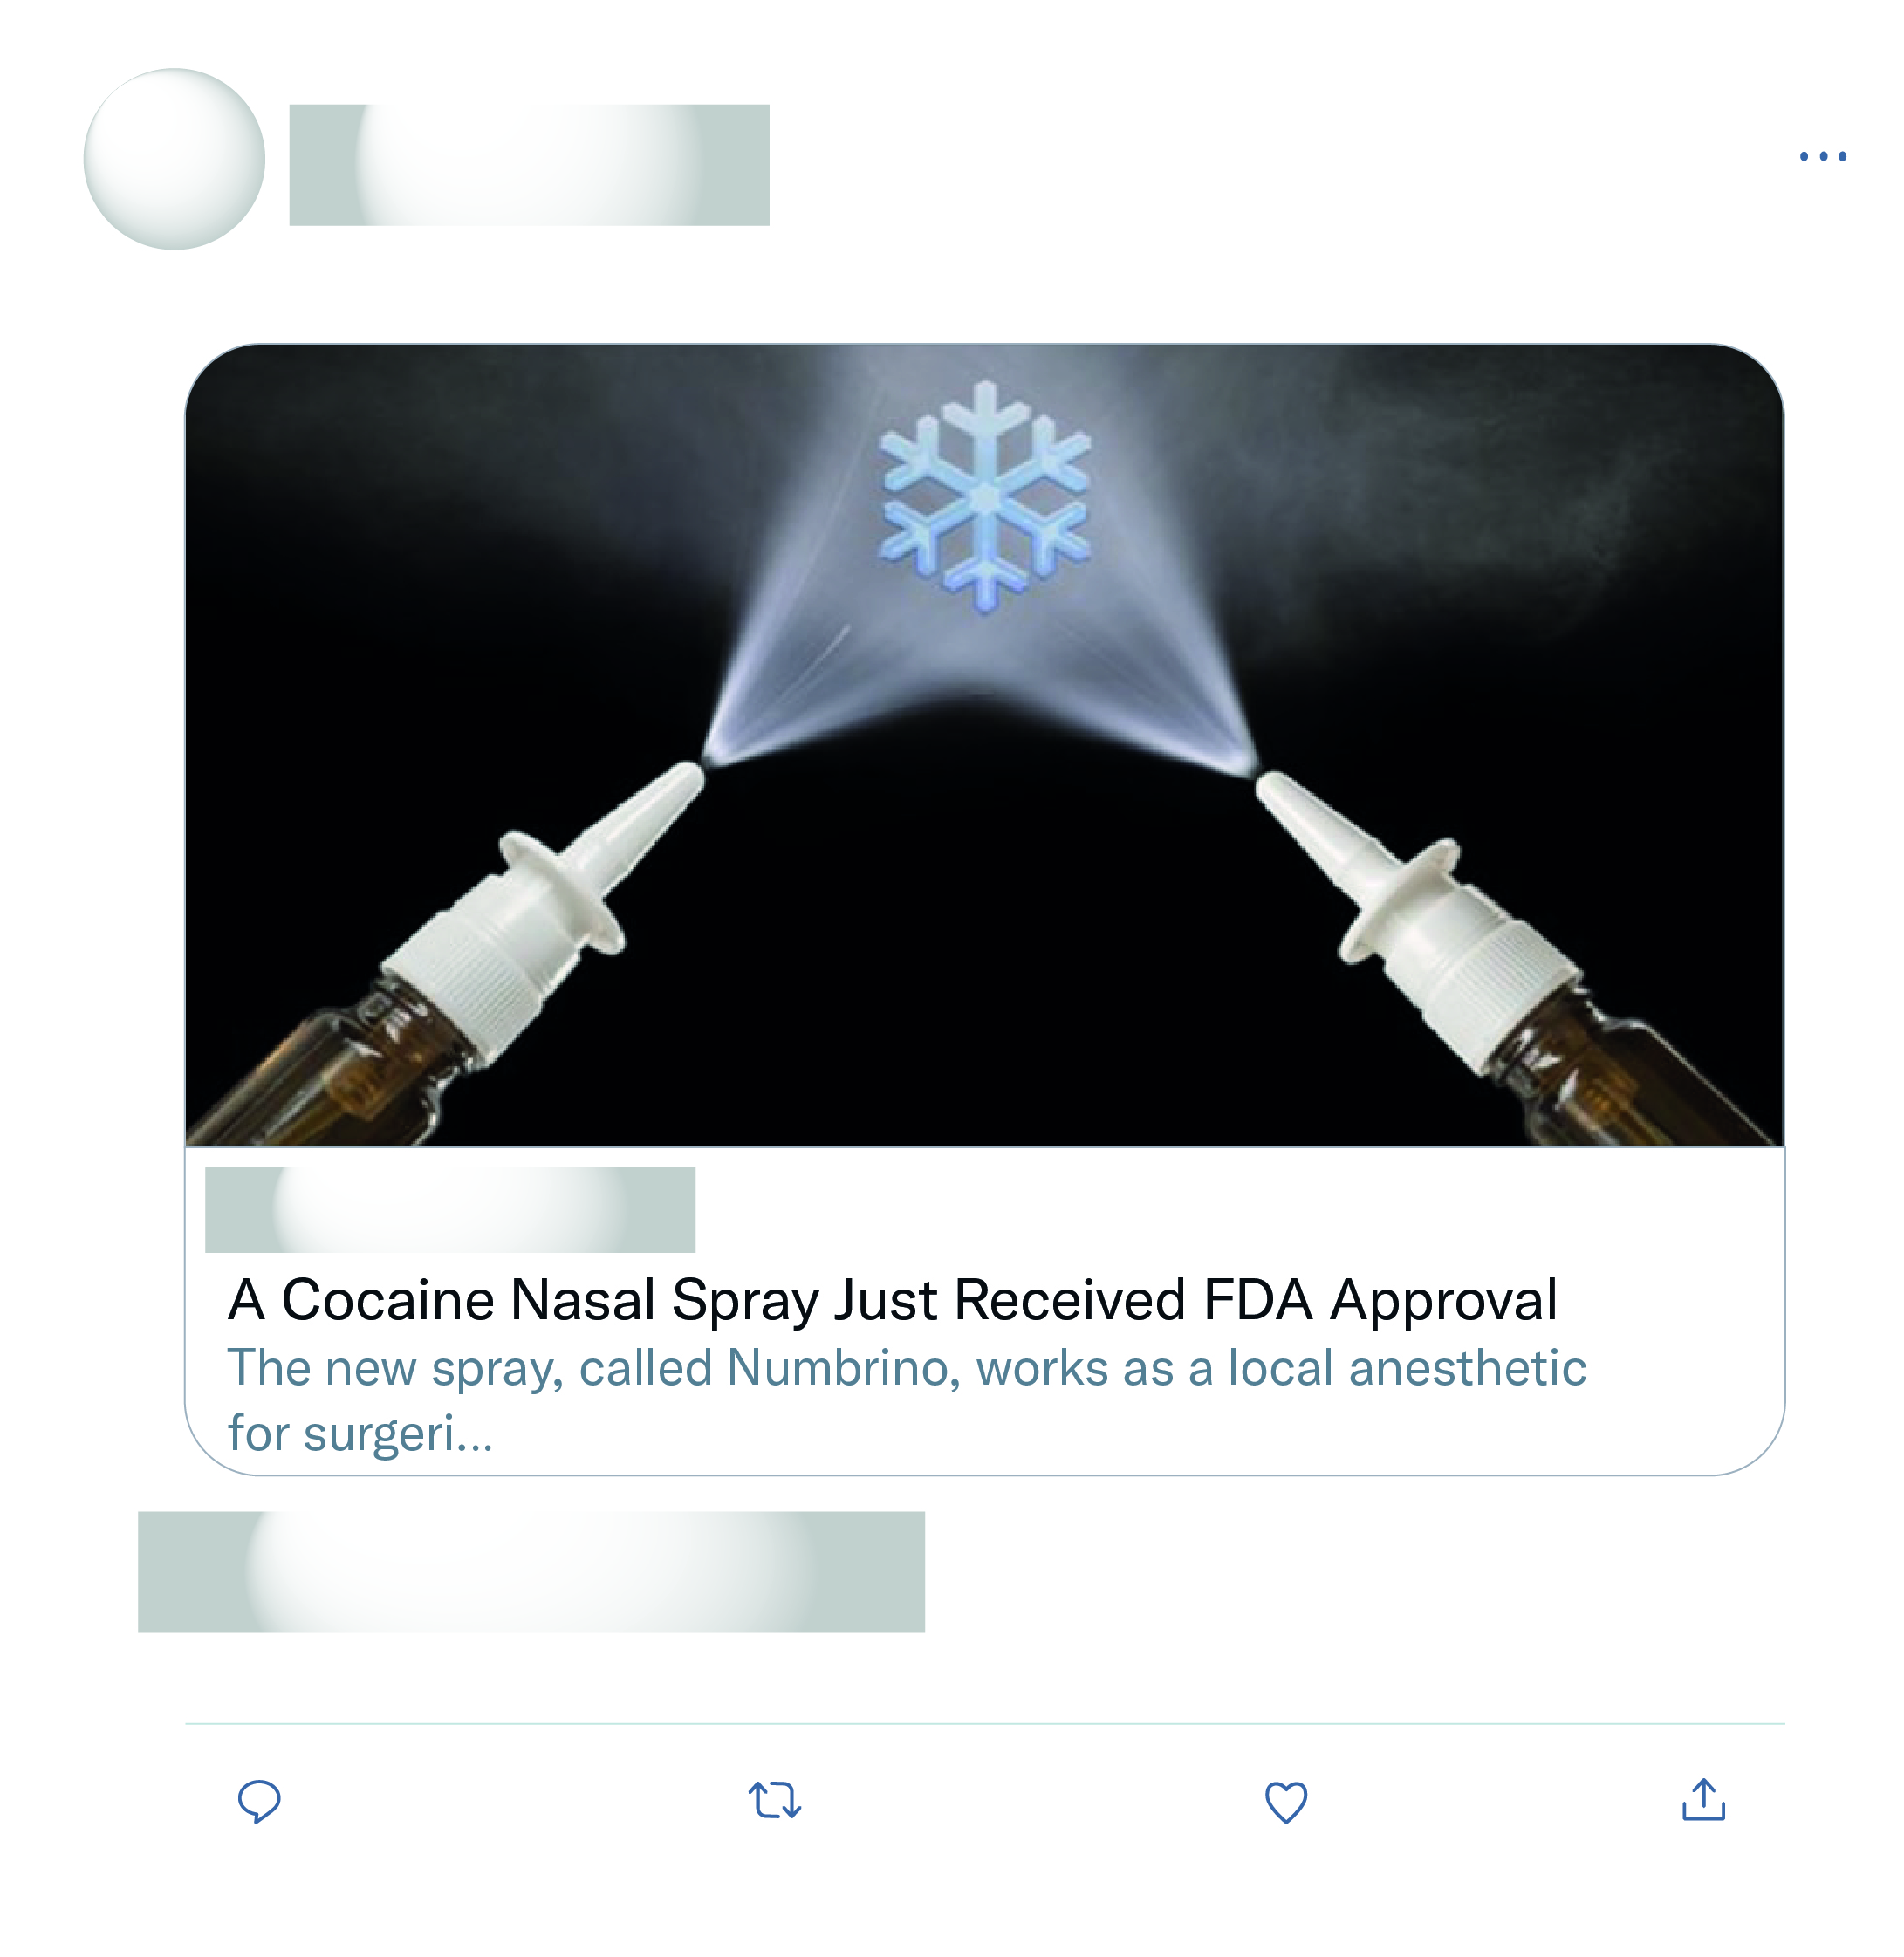 A Cocaine Nasal Spray Just Received FDA Approval
The new spray, called Numbrino, works as a local anesthetic
for surgeri...